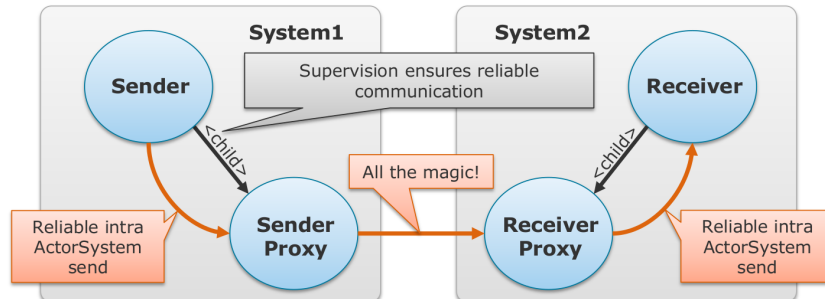 System1
System2
Sender
Supervision ensures reliable
communication
Receiver
<child>
<child>
All the magic!
Reliable intra
ActorSystem
send
Sender
Proxy
Receiver
Proxy
Reliable intra
ActorSystem
send